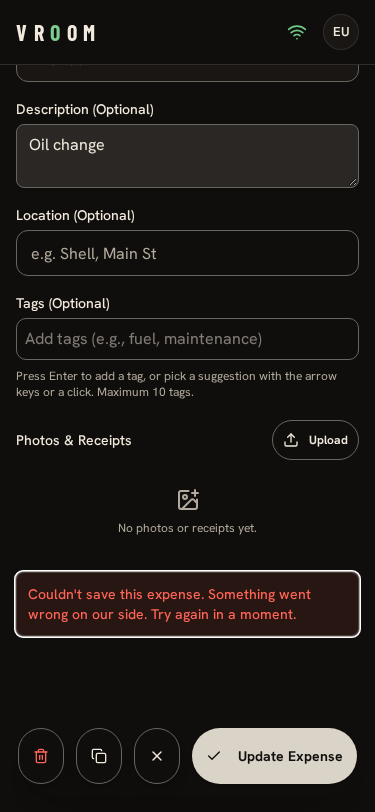 VROOM
EU
Description (Optional)
Oil change
Location (Optional)
e.g. Shell, Main St
Tags (Optional)
Add tags (e.g., fuel, maintenance)
Press Enter to add a tag, or pick a suggestion with the arrow
keys or a click. Maximum 10 tags.
Photos & Receipts
Upload
No photos or receipts yet.
Couldn't save this expense. Something went
wrong on our side. Try again in a moment.
Update Expense